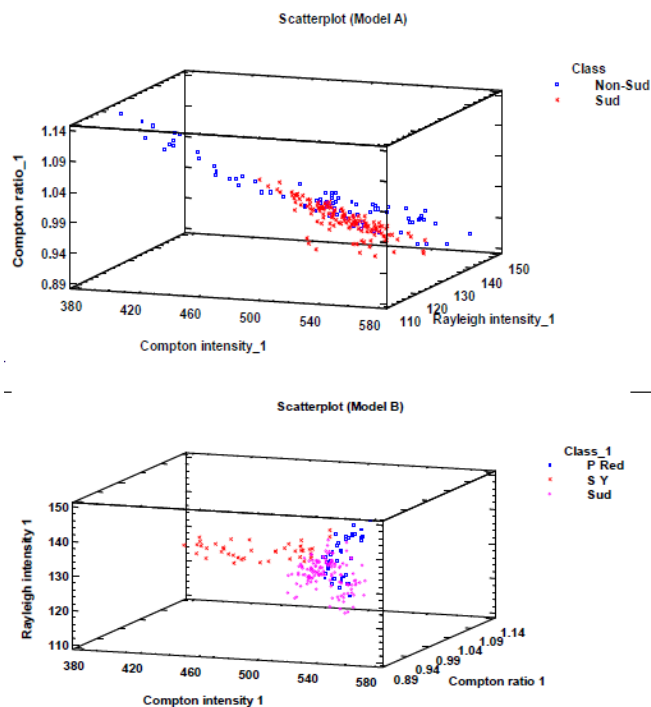 Scatterplot (Model A)
Class
Non-Sud
Sud
Compton ratio_1
1.14
1.09
1.04
0.99
0.94
0.89
380
420
460
500
540
580
110
120
130
140
150
Rayleigh intensity_1
Compton intensity_1
Scatterplot (Model B)
Class_1
P Red
S Y
Sud
Rayleigh intensity 1
150
140
130
120
110
380
420
460
500
540
580
0.89
0.94
0.99
1.04
1.09
1.14
Compton ratio 1
Compton intensity 1